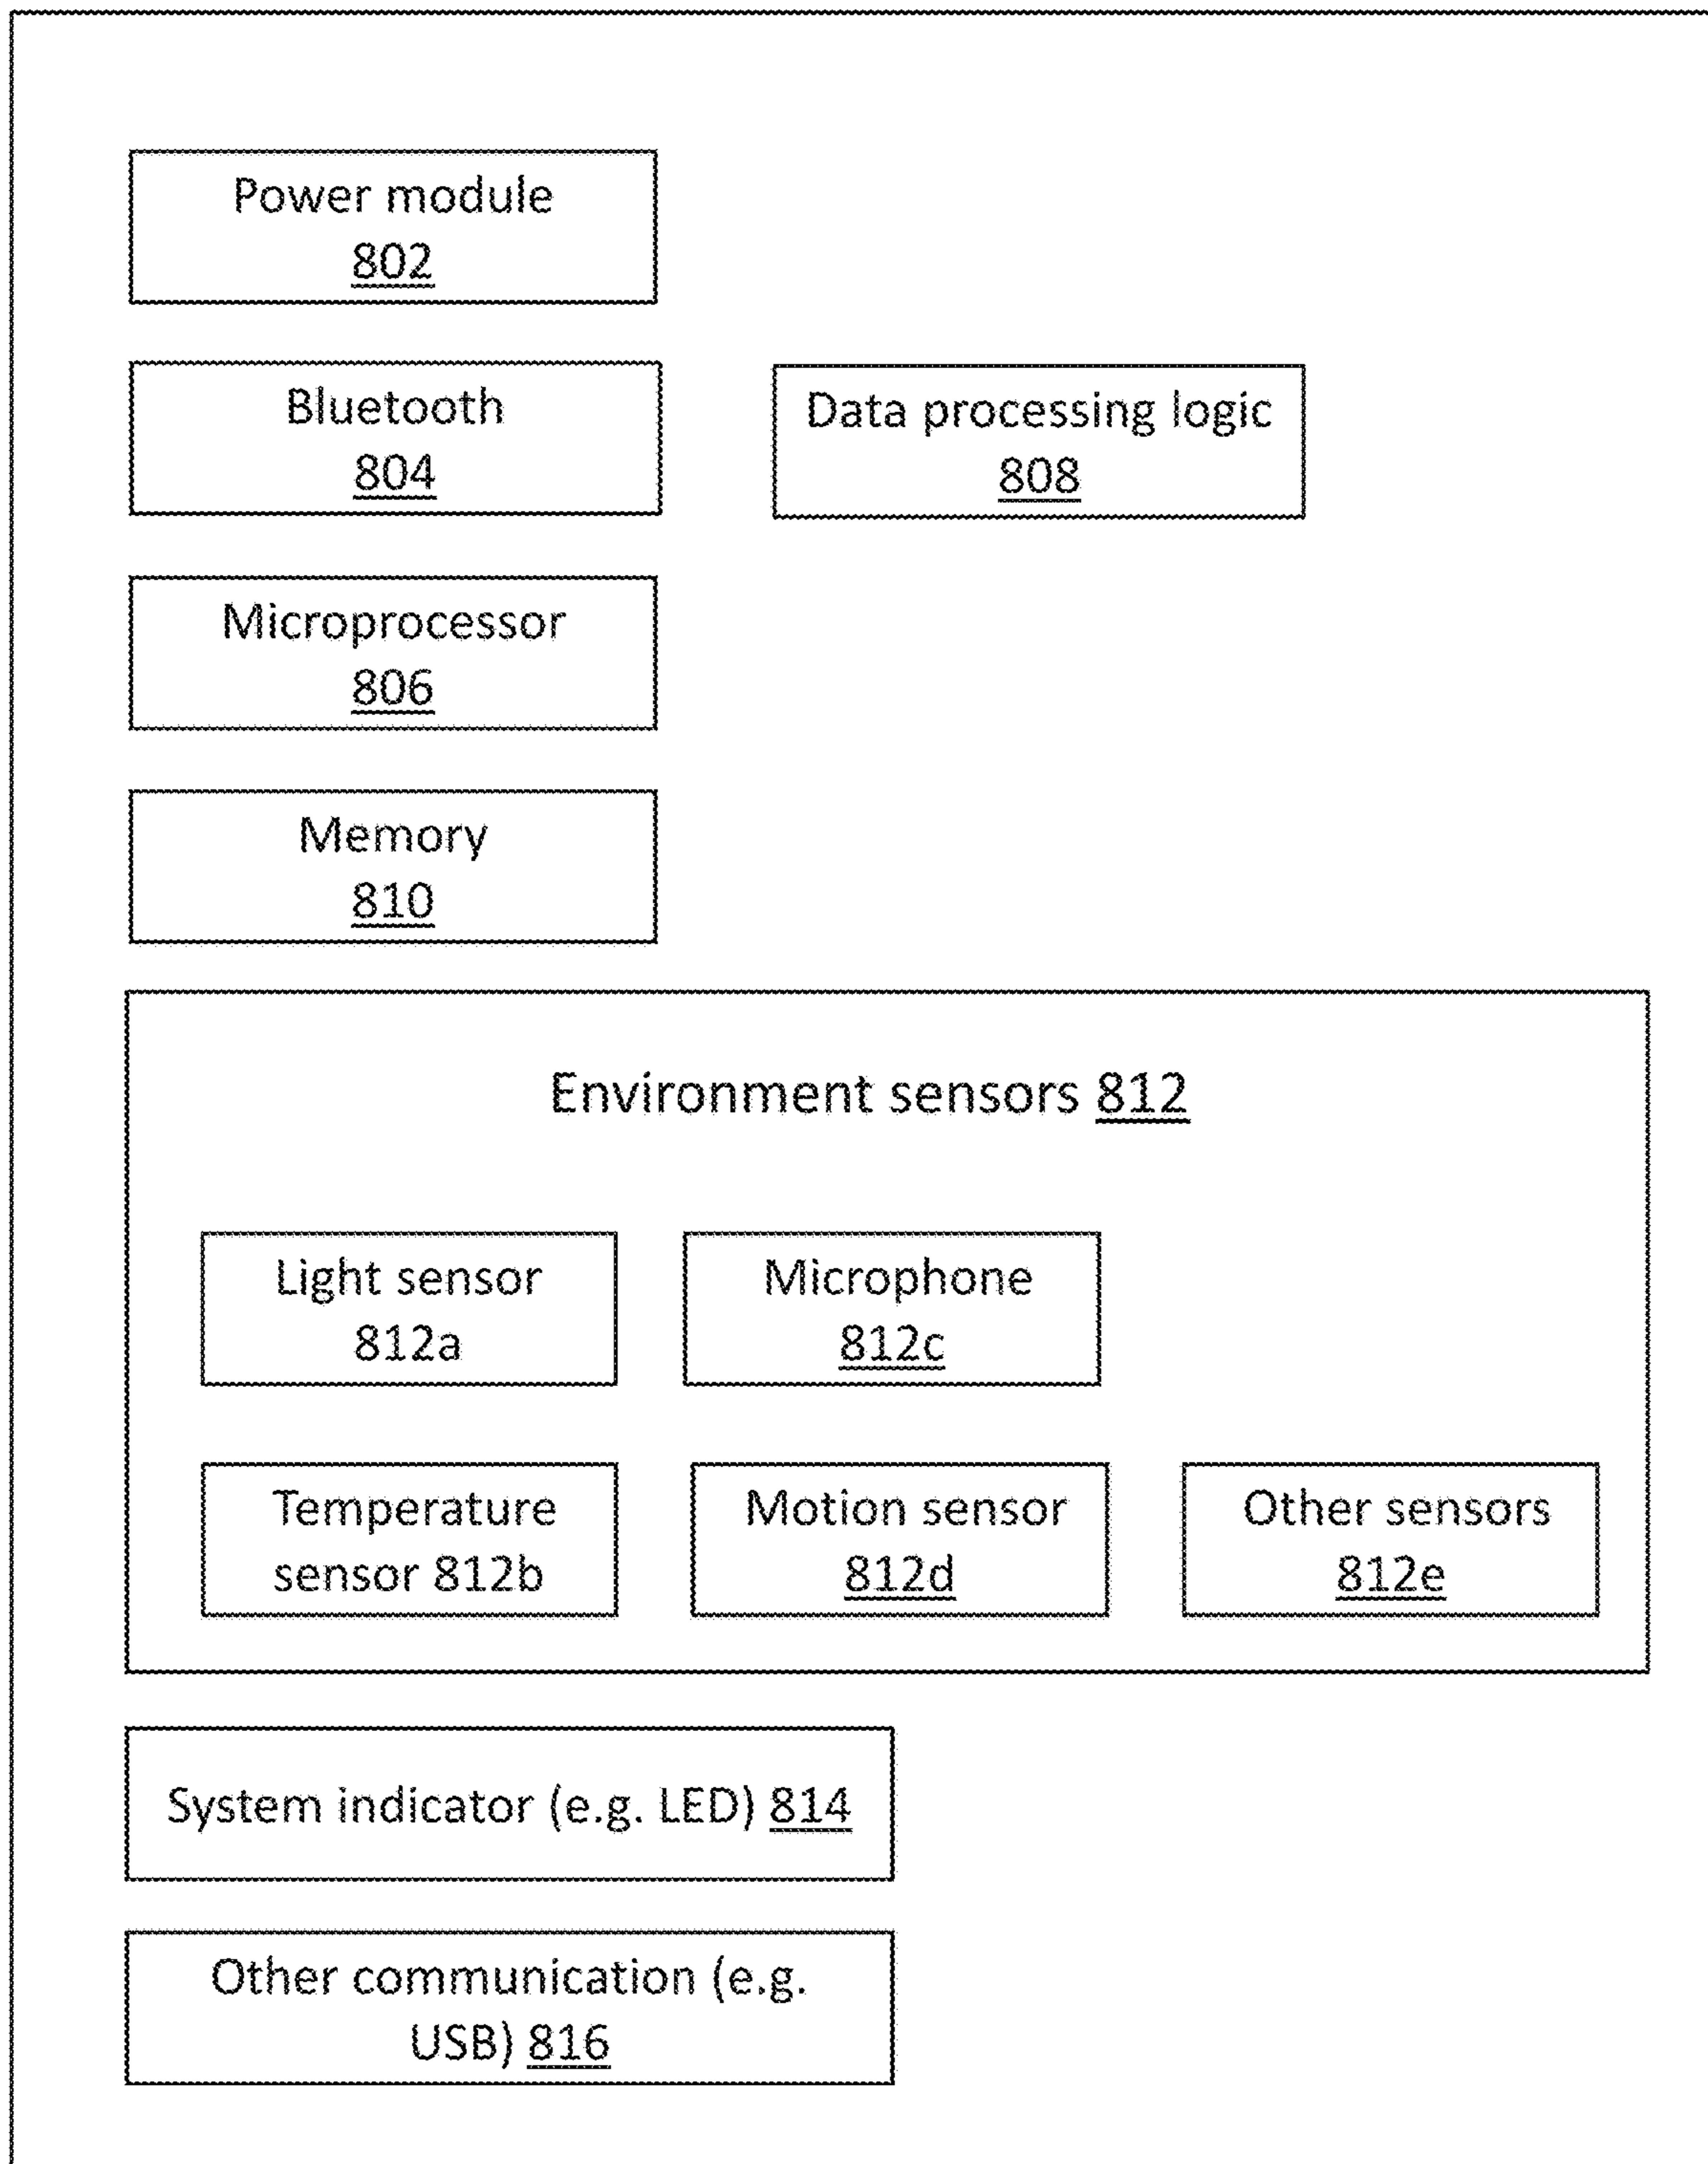 Power module
802
Bluetooth
804
Data processing logic
808
Microprocessor
806
Memory
810
Environment sensors 812
Light sensor
812a
Microphone
812c
Temperature
sensor 812b
Motion sensor
812d
Other sensors
812e
System indicator (e.g. LED) 814
Other communication (e.g.
USB) 816